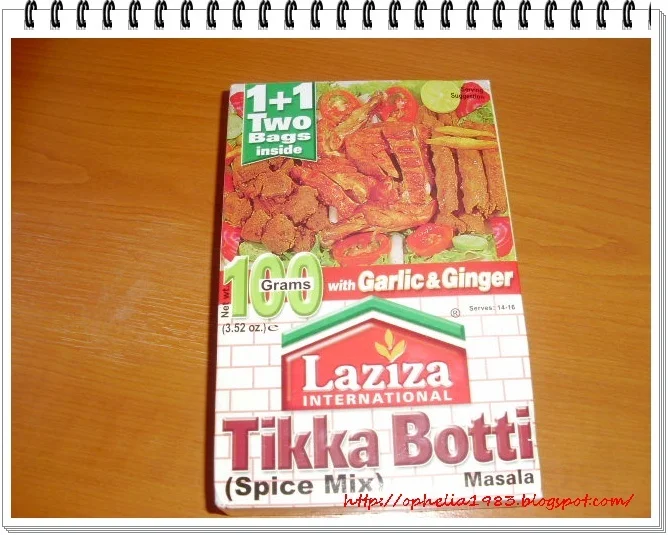 1+1
Two
Bags
inside
Serving
Suggestion
Net wt.
100
Grams
with Garlic & Ginger
(3.52 oz.) e
® Serves: 14-16
Laziza
INTERNATIONAL
Tikka Botti
(Spice Mix)
Masala
http://ophelia1983.blogspot.com/